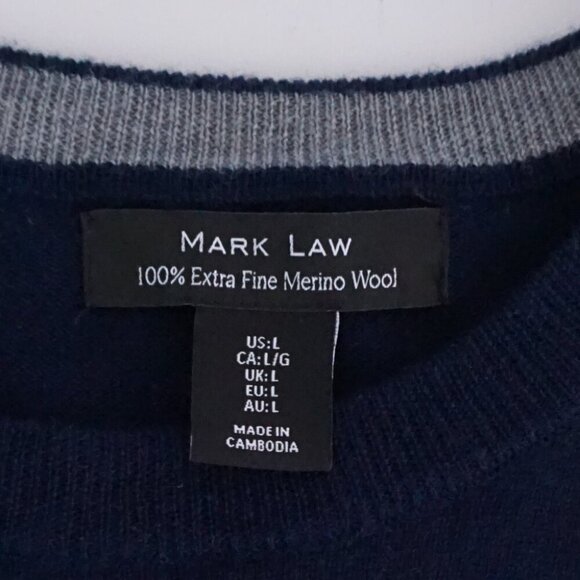 MARK LAW
100% Extra Fine Merino Wool
US: L
CA: L/G
UK: L
EU: L
AU: L
MADE IN
CAMBODIA